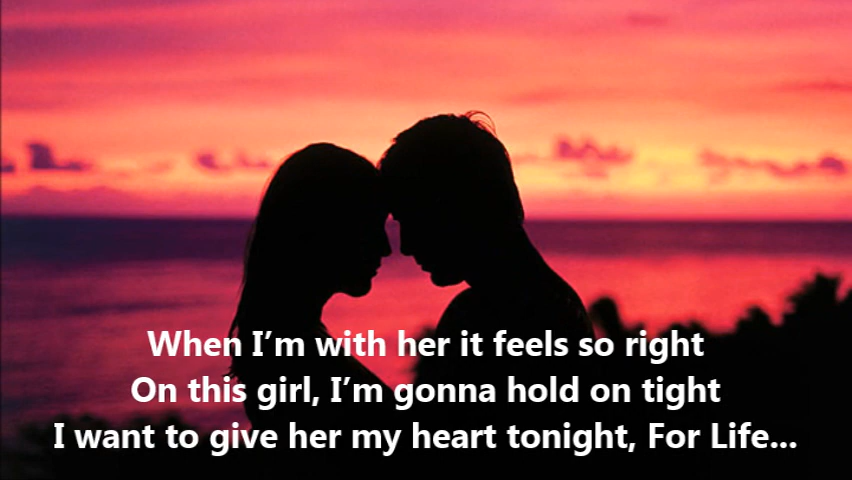 When I’m with her it feels so right
On this girl, I’m gonna hold on tight
I want to give her my heart tonight, For Life...